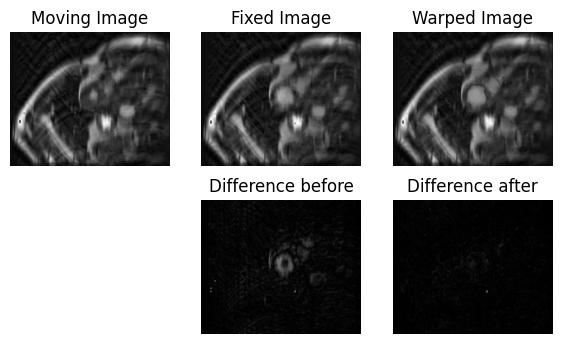 Moving Image
Fixed Image
Warped Image
Difference before
Difference after